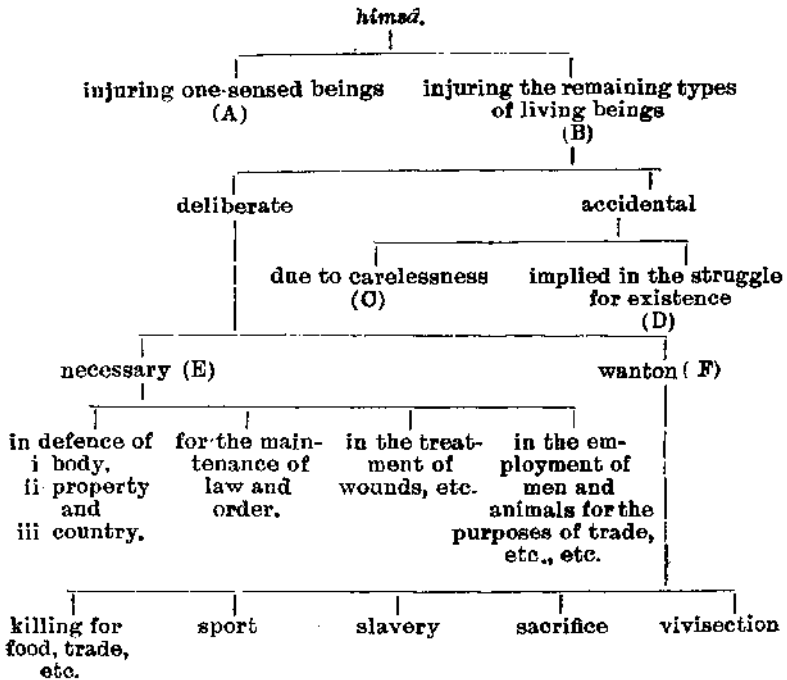 himsā.
injuring one-sensed beings
(A)
injuring the remaining types
of living beings
(B)
deliberate
accidental
due to carelessness
(C)
implied in the struggle
for existence
(D)
necessary (E)
wanton ( F)
in defence of
i body,
ii property
and
iii country.
for the main-
tenance of
law and
order.
in the treat-
ment of
wounds, etc.
in the em-
ployment of
men and
animals for the
purposes of trade,
etc., etc.
killing for
food, trade,
etc.
sport
slavery
sacrifice
vivisection